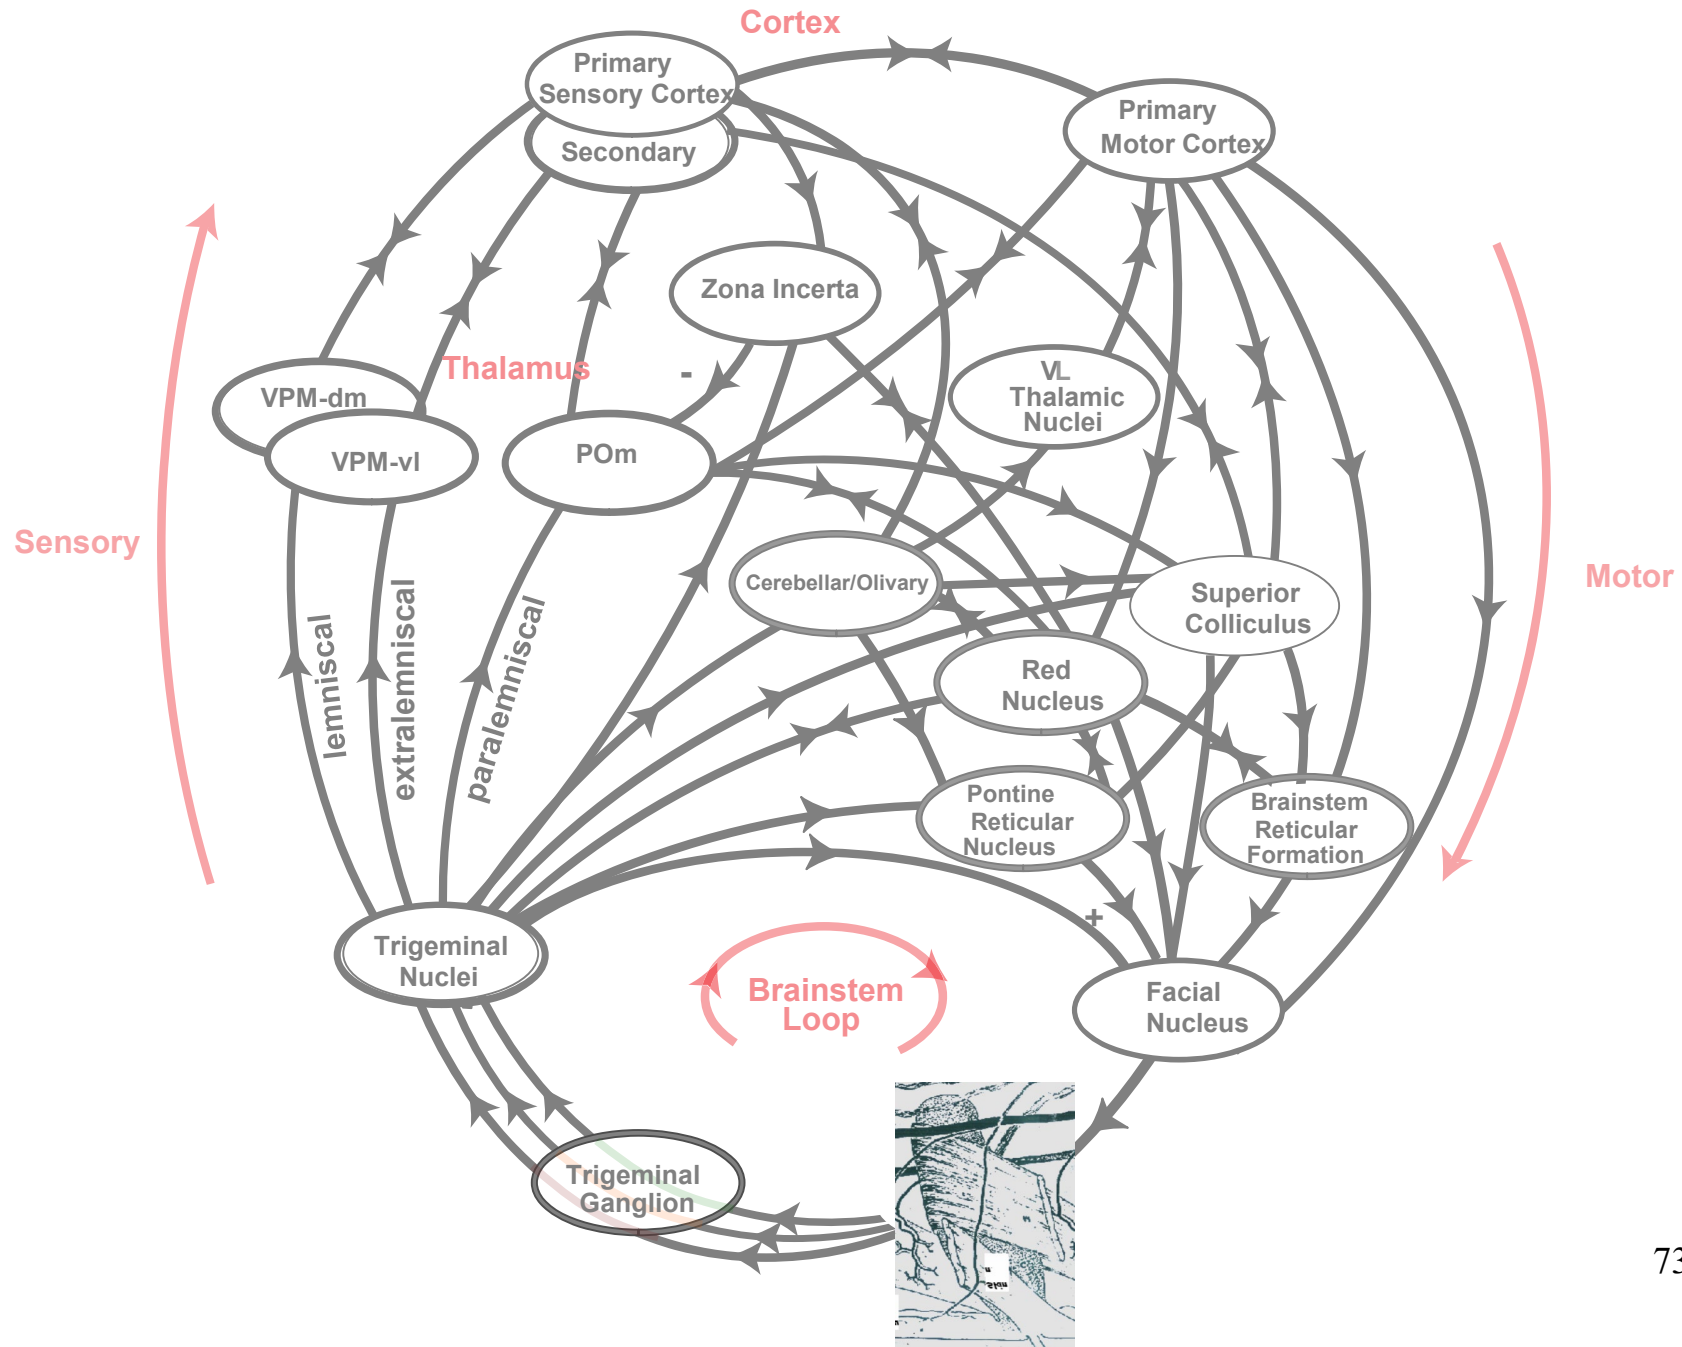 Cortex
Primary
Sensory Cortex
Secondary
Primary
Motor Cortex
Zona Incerta
Thalamus
-
VPM-dm
VPM-vl
POm
VL
Thalamic
Nuclei
Sensory
Motor
Cerebellar/Olivary
Superior
Colliculus
lemniscal
extralemniscal
paralemniscal
Red
Nucleus
Pontine
Reticular
Nucleus
Brainstem
Reticular
Formation
+
Trigeminal
Nuclei
Brainstem
Loop
Facial
Nucleus
Trigeminal
Ganglion
73